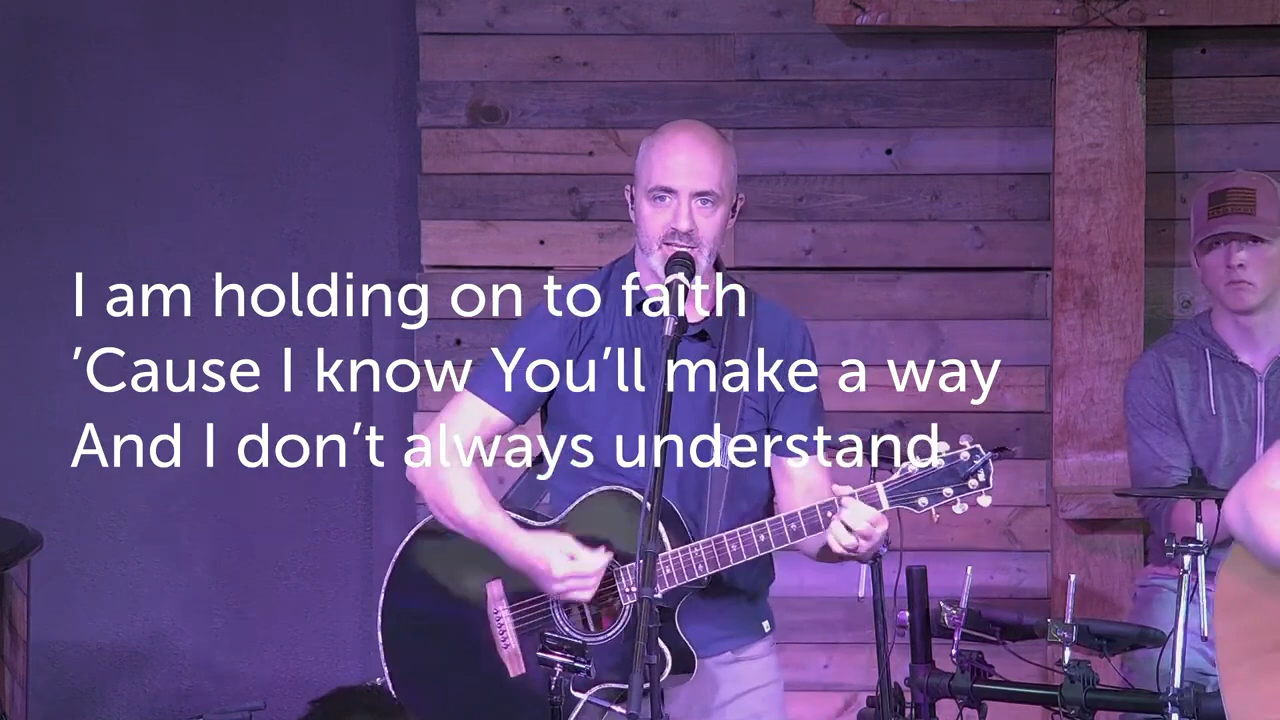 I am holding on to faith
’Cause I know You’ll make a way
And I don’t always understand